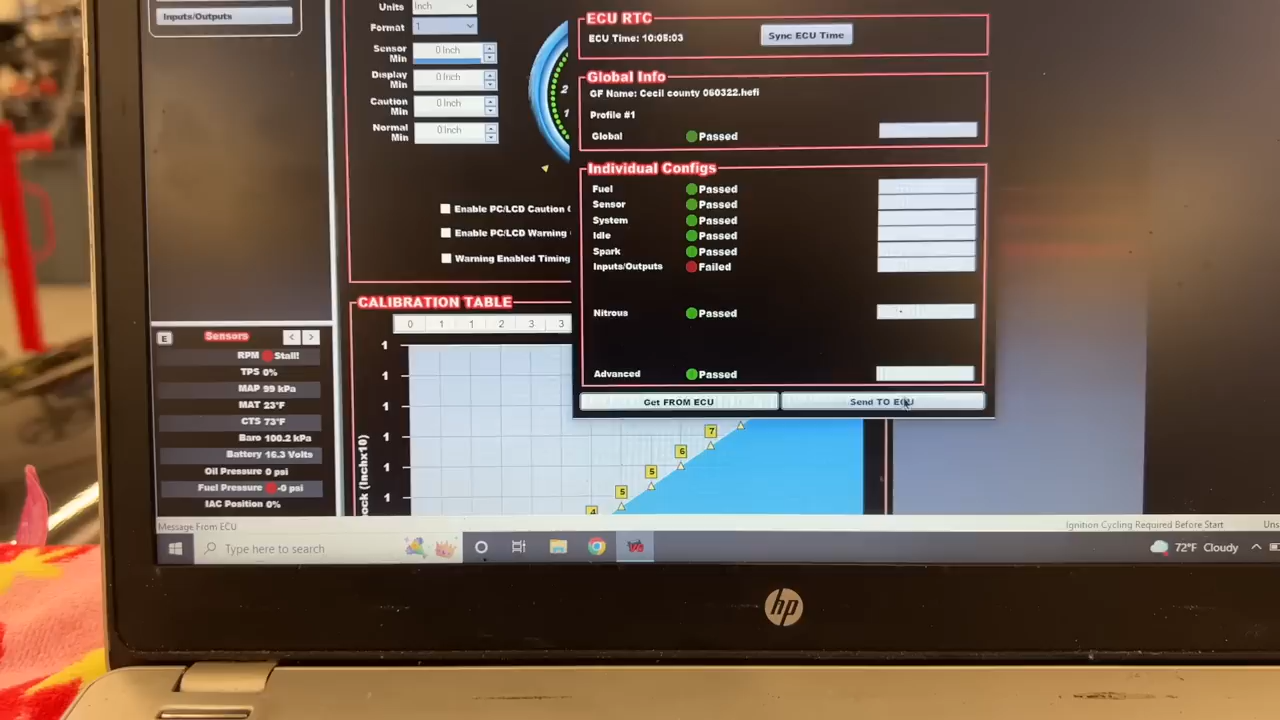 Inputs/Outputs
Units
Inch
Format
1
Sensor
Min
0 Inch
Display
Min
0 Inch
Caution
Min
0 Inch
Normal
Min
0 Inch
2
1
Enable PC/LCD Caution
Enable PC/LCD Warning
Warning Enabled Timing
ECU RTC
ECU Time: 10:05:03
Sync ECU Time
Global Info
GF Name: Cecil county 060322.hefi
Profile #1
Global Passed
Individual Configs
Fuel Passed
Sensor Passed
System Passed
Idle Passed
Spark Passed
Inputs/Outputs Failed
Nitrous Passed
Advanced Passed
Get FROM ECU
Send TO ECU
CALIBRATION TABLE
0 1 1 2 3 3
1
1
1
1
1
1
7
6
5
5
4
ock (Inchx10)
E
Sensors
< >
RPM Stall!
TPS 0%
MAP 99 kPa
MAT 23°F
CTS 73°F
Baro 100.2 kPa
Battery 16.3 Volts
Oil Pressure 0 psi
Fuel Pressure -0 psi
IAC Position 0%
Message From ECU
Ignition Cycling Required Before Start
Uns
Type here to search
72°F Cloudy
hp